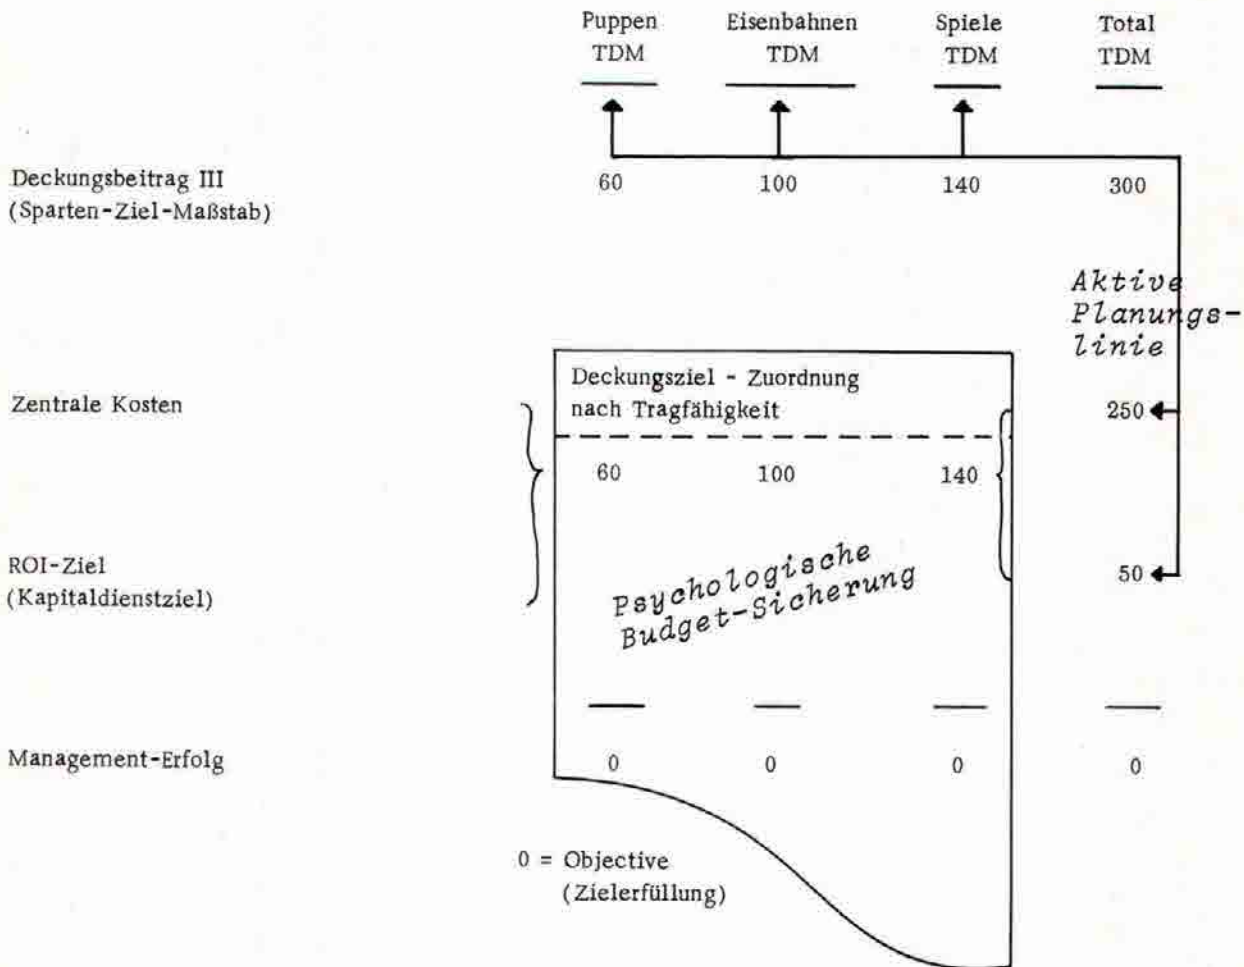 Puppen Eisenbahnen Spiele Total
TDM TDM TDM TDM
Deckungsbeitrag III 60 100 140 300
(Sparten-Ziel-Maßstab)
Aktive
Planungs-
linie
Deckungsziel - Zuordnung
nach Tragfähigkeit
Zentrale Kosten 250
60 100 140
ROI-Ziel 50
(Kapitaldienstziel)
Psychologische
Budget-Sicherung
Management-Erfolg 0 0 0 0
0 = Objective
(Zielerfüllung)